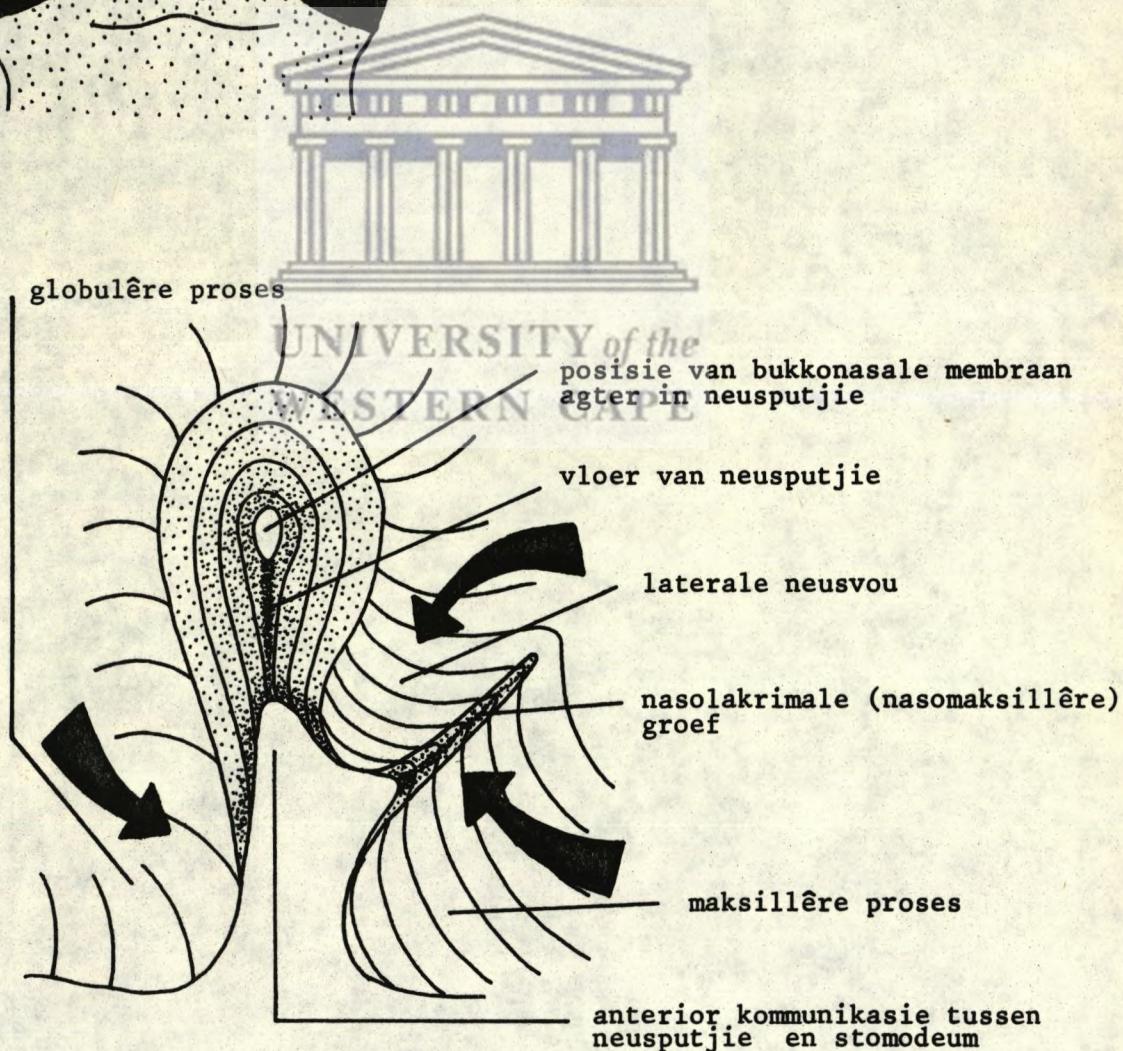 globulêre proses
UNIVERSITY of the
WESTERN CAPE
posisie van bukkonasale membraan
agter in neusputjie
vloer van neusputjie
laterale neusvou
nasolakrimale (nasomaksillêre)
groef
maksillêre proses
anterior kommunikasie tussen
neusputjie en stomodeum